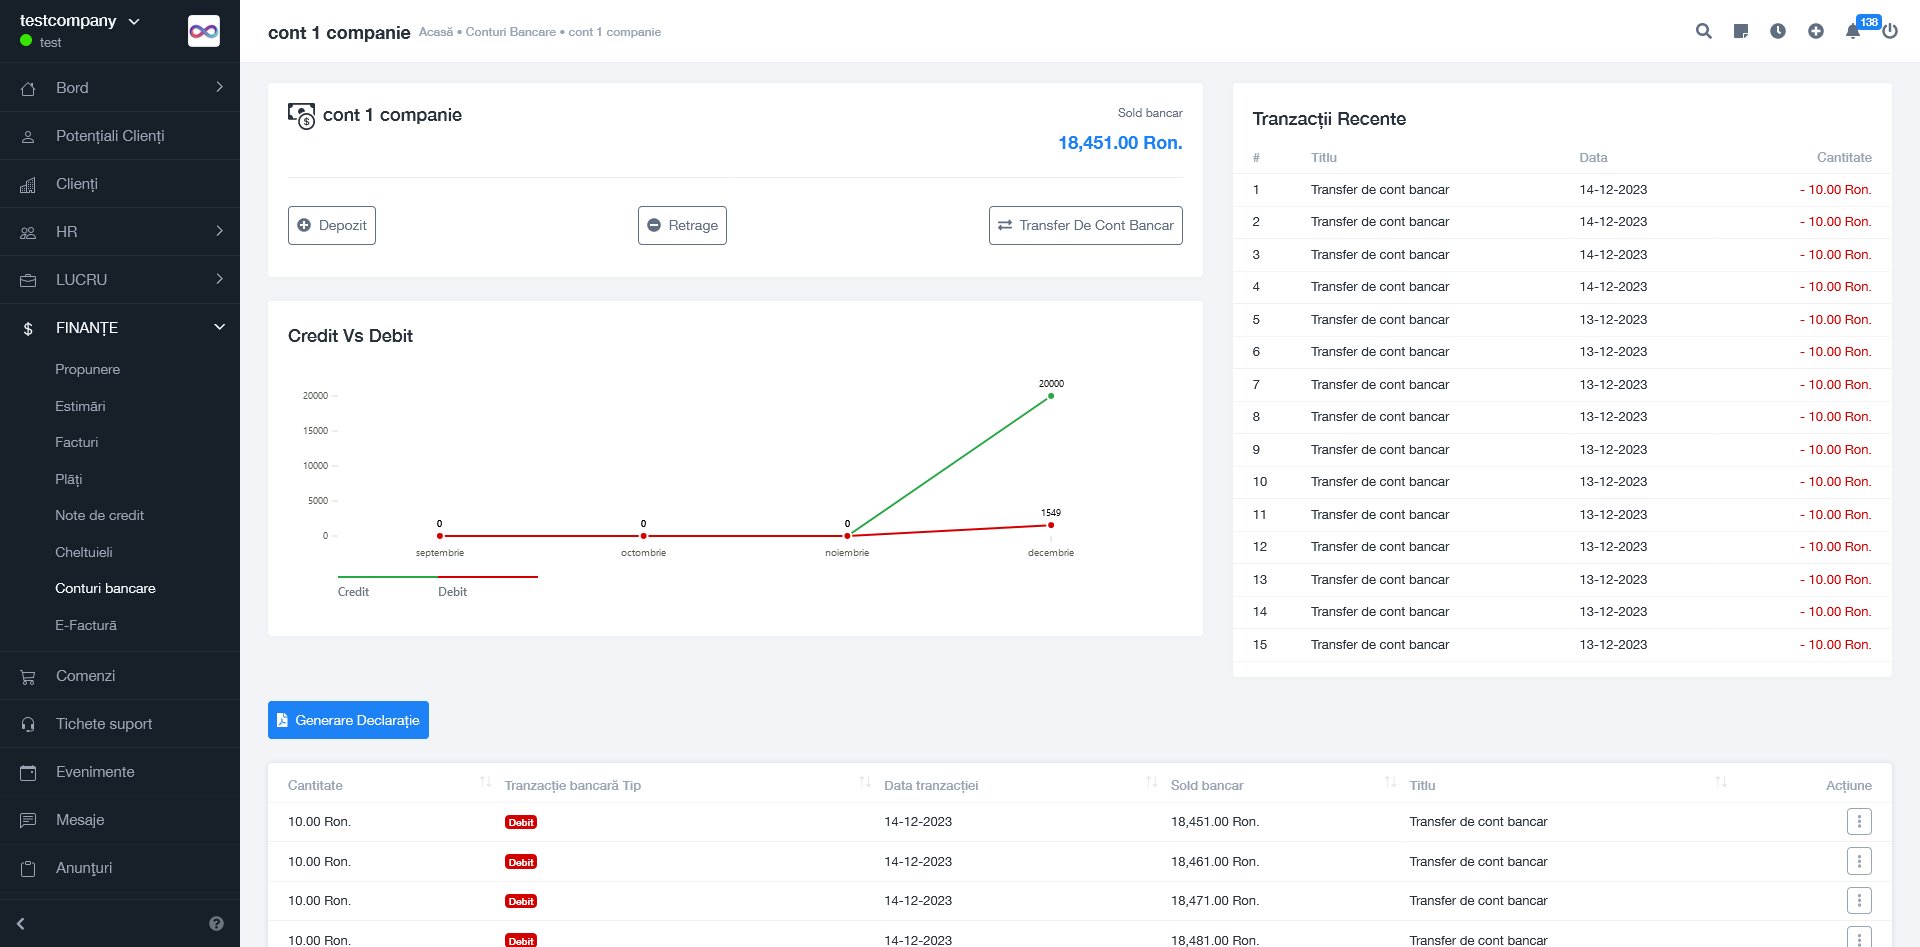 testcompany
test
Bord
Potențiali Clienți
Clienți
HR
LUCRU
FINANȚE
Propunere
Estimări
Facturi
Plăți
Note de credit
Cheltuieli
Conturi bancare
E-Factură
Comenzi
Tichete suport
Evenimente
Mesaje
Anunţuri
cont 1 companie Acasă • Conturi Bancare • cont 1 companie
138
cont 1 companie
Sold bancar
18,451.00 Ron.
Depozit
Retrage
Transfer De Cont Bancar
Credit Vs Debit
20000
15000
10000
5000
0
0
0
0
20000
1549
septembrie
octombrie
noiembrie
decembrie
Credit
Debit
Tranzacții Recente
# Titlu Data Cantitate
1 Transfer de cont bancar 14-12-2023 - 10.00 Ron.
2 Transfer de cont bancar 14-12-2023 - 10.00 Ron.
3 Transfer de cont bancar 14-12-2023 - 10.00 Ron.
4 Transfer de cont bancar 14-12-2023 - 10.00 Ron.
5 Transfer de cont bancar 13-12-2023 - 10.00 Ron.
6 Transfer de cont bancar 13-12-2023 - 10.00 Ron.
7 Transfer de cont bancar 13-12-2023 - 10.00 Ron.
8 Transfer de cont bancar 13-12-2023 - 10.00 Ron.
9 Transfer de cont bancar 13-12-2023 - 10.00 Ron.
10 Transfer de cont bancar 13-12-2023 - 10.00 Ron.
11 Transfer de cont bancar 13-12-2023 - 10.00 Ron.
12 Transfer de cont bancar 13-12-2023 - 10.00 Ron.
13 Transfer de cont bancar 13-12-2023 - 10.00 Ron.
14 Transfer de cont bancar 13-12-2023 - 10.00 Ron.
15 Transfer de cont bancar 13-12-2023 - 10.00 Ron.
Generare Declarație
Cantitate Tranzacție bancară Tip Data tranzacției Sold bancar Titlu Acțiune
10.00 Ron. Debit 14-12-2023 18,451.00 Ron. Transfer de cont bancar
10.00 Ron. Debit 14-12-2023 18,461.00 Ron. Transfer de cont bancar
10.00 Ron. Debit 14-12-2023 18,471.00 Ron. Transfer de cont bancar
10.00 Ron. Debit 14-12-2023 18,481.00 Ron. Transfer de cont bancar